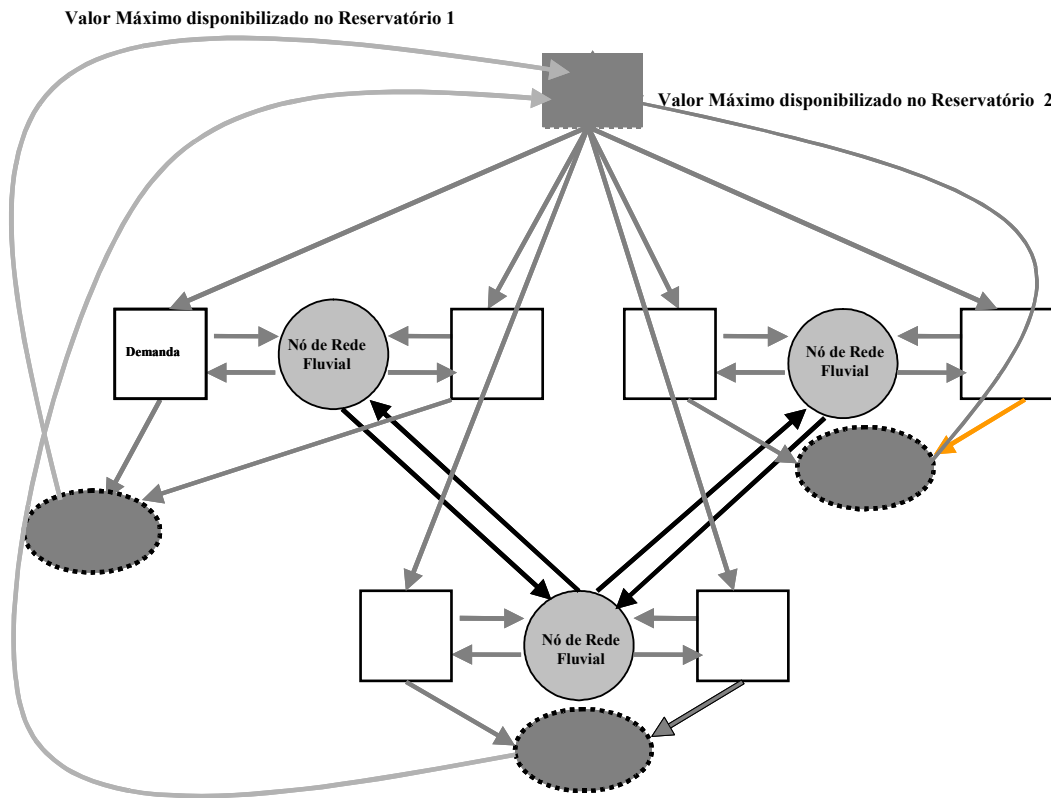 Valor Máximo disponibilizado no Reservatório 1
Valor Máximo disponibilizado no Reservatório 2
Demanda
Nó de Rede
Fluvial
Nó de Rede
Fluvial
Nó de Rede
Fluvial